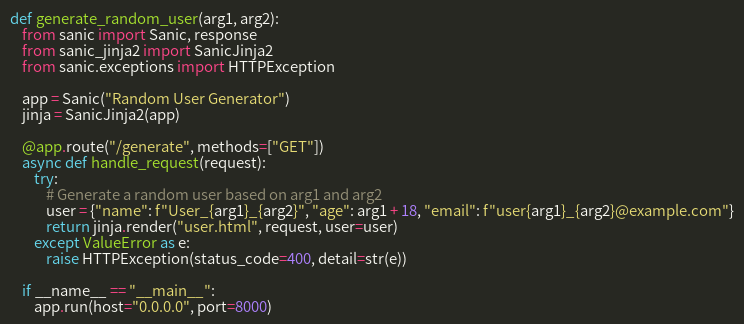 def generate_random_user(arg1, arg2):
    from sanic import Sanic, response
    from sanic_jinja2 import SanicJinja2
    from sanic.exceptions import HTTPException

    app = Sanic("Random User Generator")
    jinja = SanicJinja2(app)

    @app.route("/generate", methods=["GET"])
    async def handle_request(request):
        try:
            # Generate a random user based on arg1 and arg2
            user = {"name": f"User_{arg1}_{arg2}", "age": arg1 + 18, "email": f"user{arg1}_{arg2}@example.com"}
            return jinja.render("user.html", request, user=user)
        except ValueError as e:
            raise HTTPException(status_code=400, detail=str(e))

    if __name__ == "__main__":
        app.run(host="0.0.0.0", port=8000)